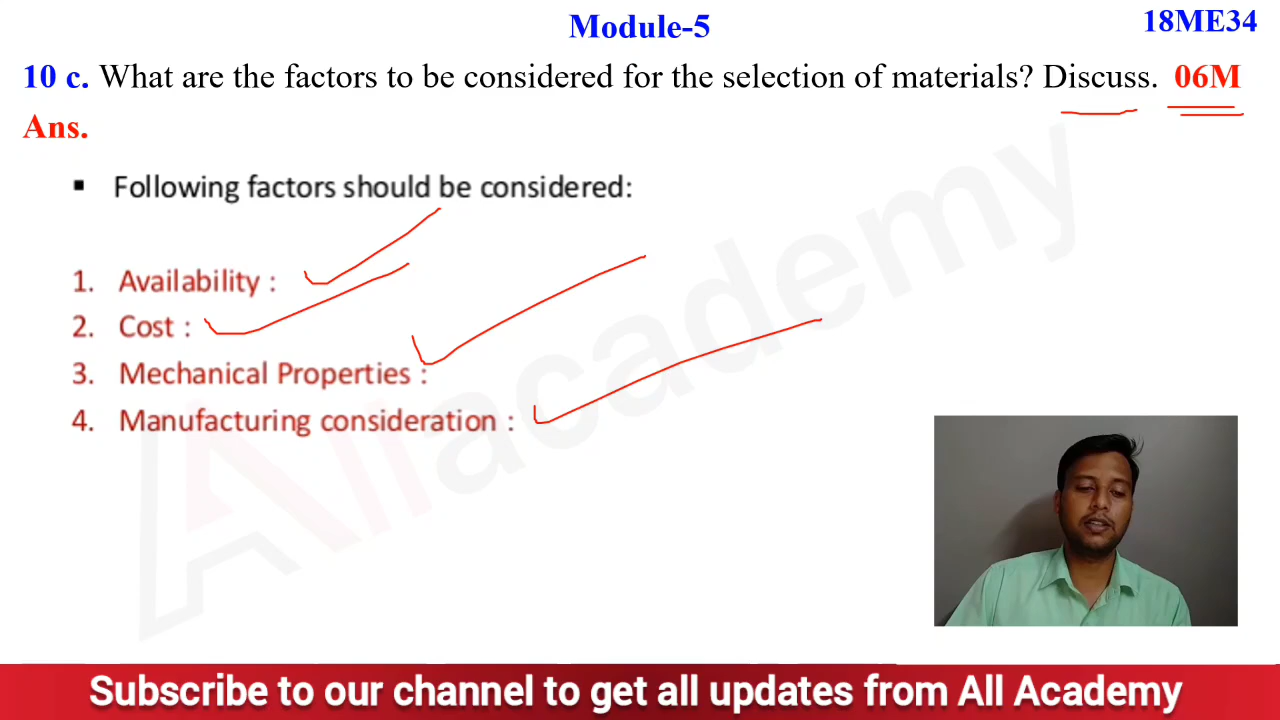 Module-5
18ME34
10 c. What are the factors to be considered for the selection of materials? Discuss. 06M
Ans.
▪ Following factors should be considered:
1. Availability :
2. Cost :
3. Mechanical Properties :
4. Manufacturing consideration :
All academy
Subscribe to our channel to get all updates from All Academy